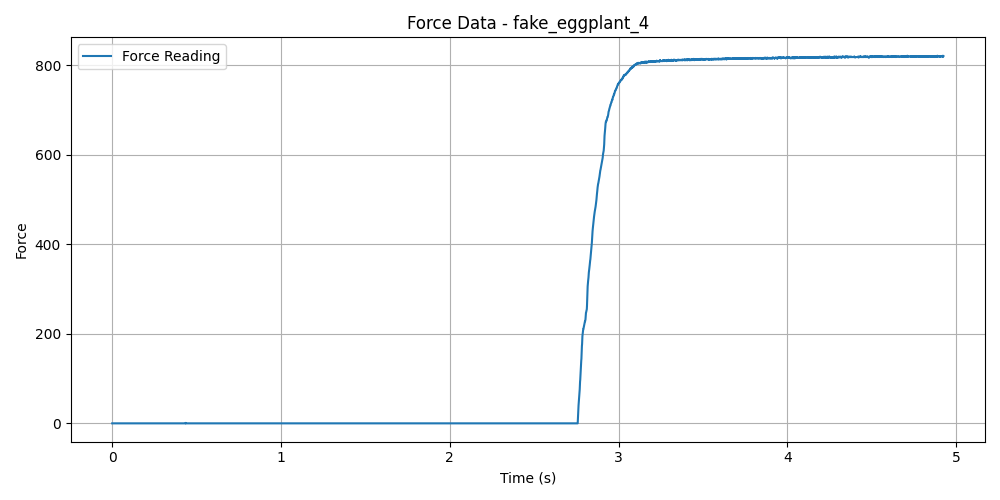 Force Data - fake_eggplant_4
Force Reading
Force
800
600
400
200
0
0 1 2 3 4 5
Time (s)